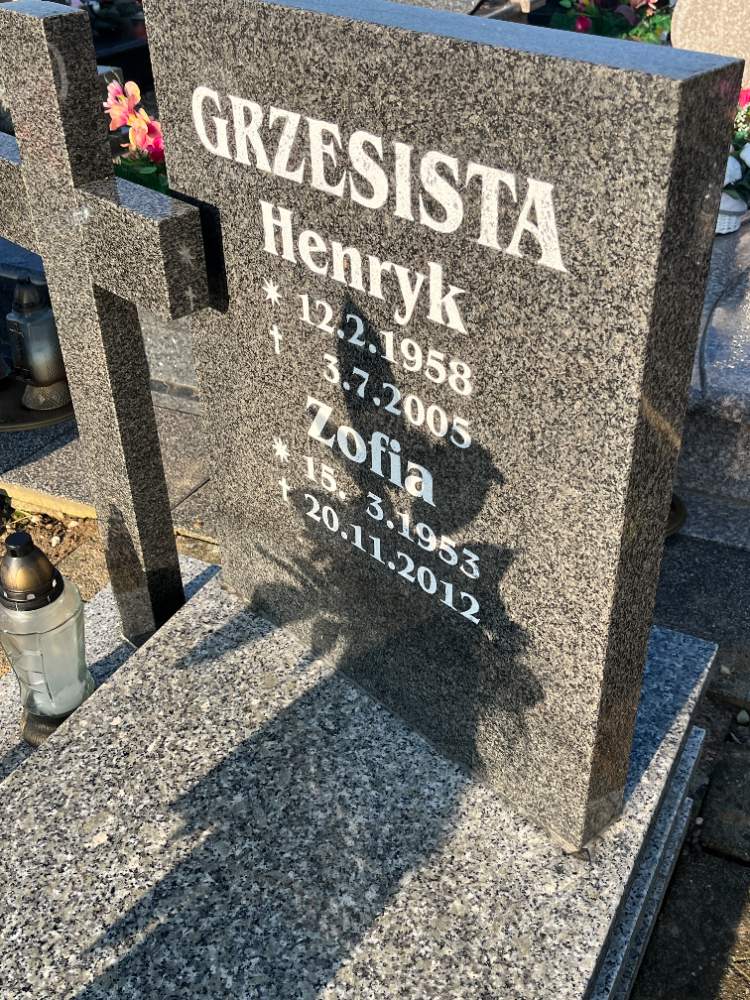 GRZESISTA
Henryk
* 12.2.1958
† 3.7.2005
Zofia
* 15. 3.1953
† 20.11.2012